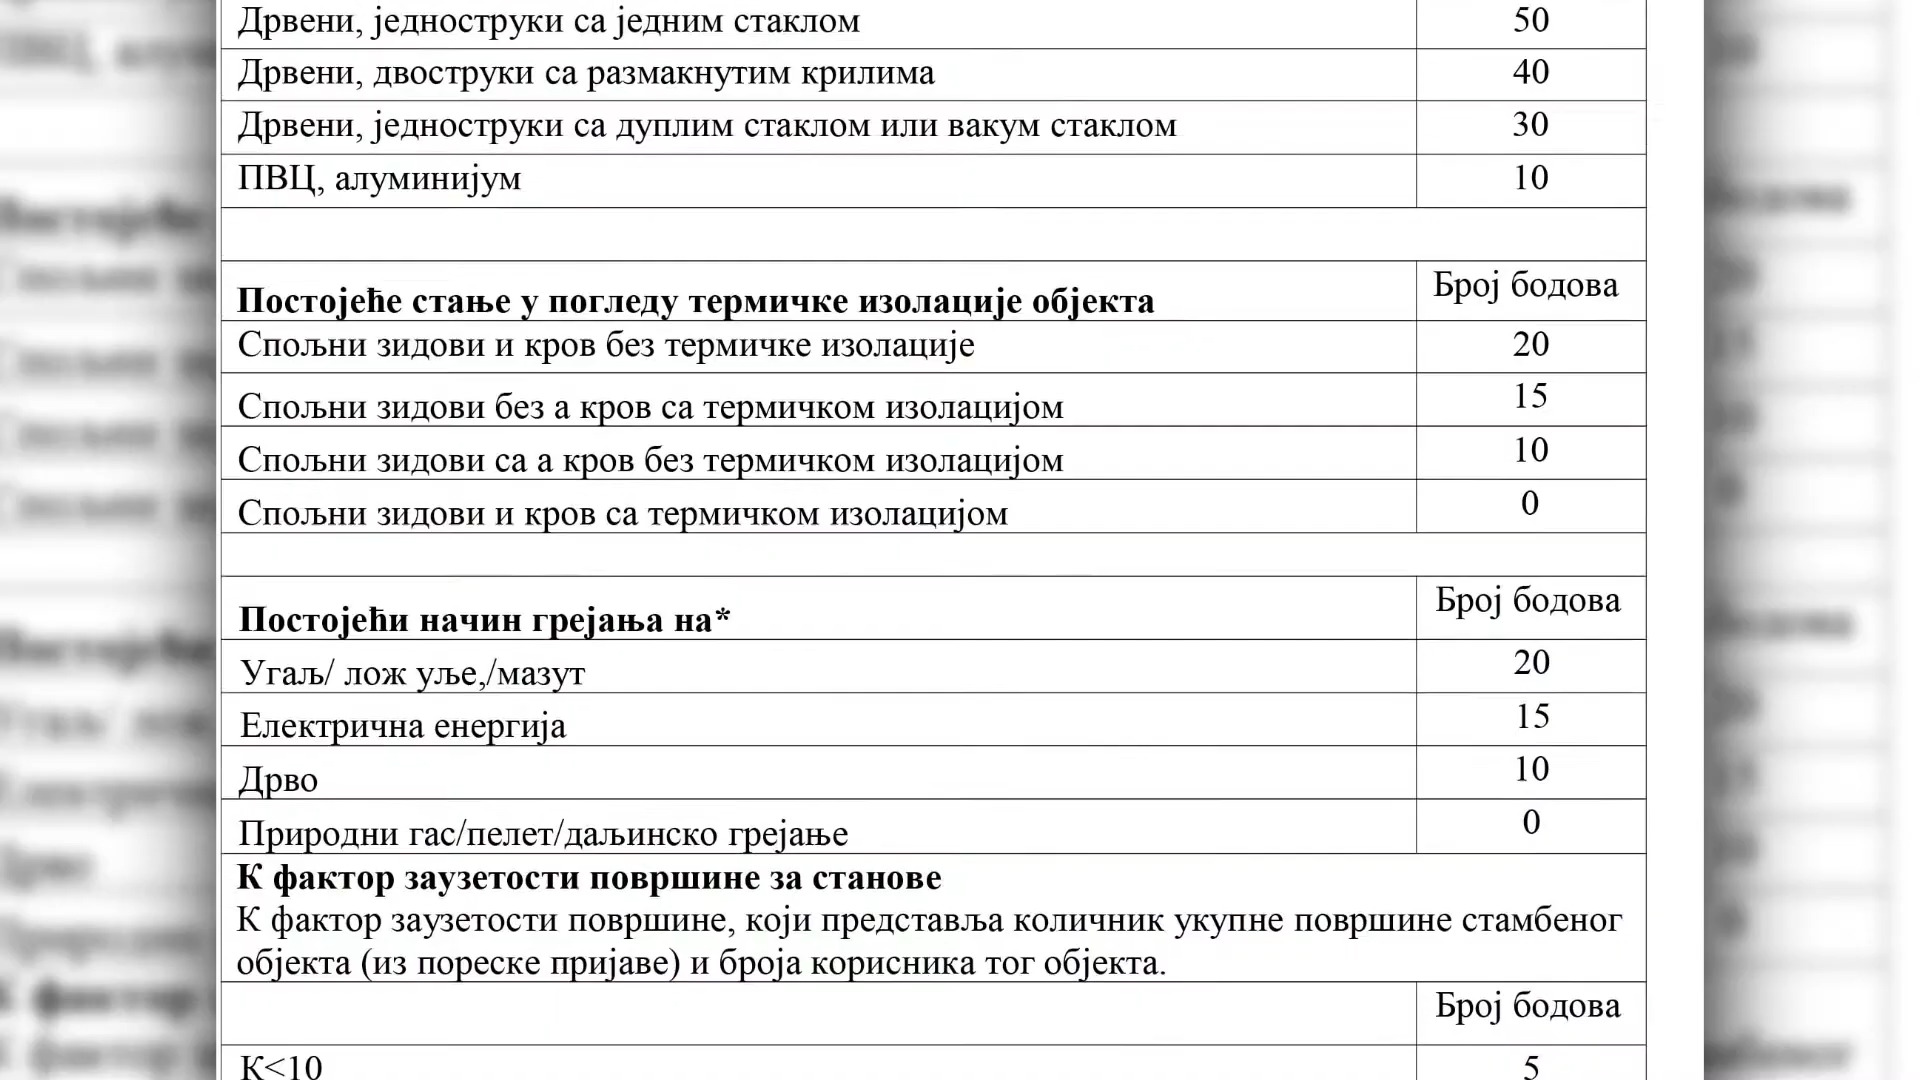 Дрвени, једноструки са једним стаклом 50
Дрвени, двоструки са размакнутим крилима 40
Дрвени, једноструки са дуплим стаклом или вакум стаклом 30
ПВЦ, алуминијум 10
Постојеће стање у погледу термичке изолације објекта Број бодова
Спољни зидови и кров без термичке изолације 20
Спољни зидови без а кров са термичком изолацијом 15
Спољни зидови са а кров без термичком изолацијом 10
Спољни зидови и кров са термичком изолацијом 0
Постојећи начин грејања на* Број бодова
Угаљ/ лож уље,/мазут 20
Електрична енергија 15
Дрво 10
Природни гас/пелет/даљинско грејање 0
К фактор заузетости површине за станове
К фактор заузетости површине, који представља количник укупне површине стамбеног
објекта (из пореске пријаве) и броја корисника тог објекта.
Број бодова
К<10 5